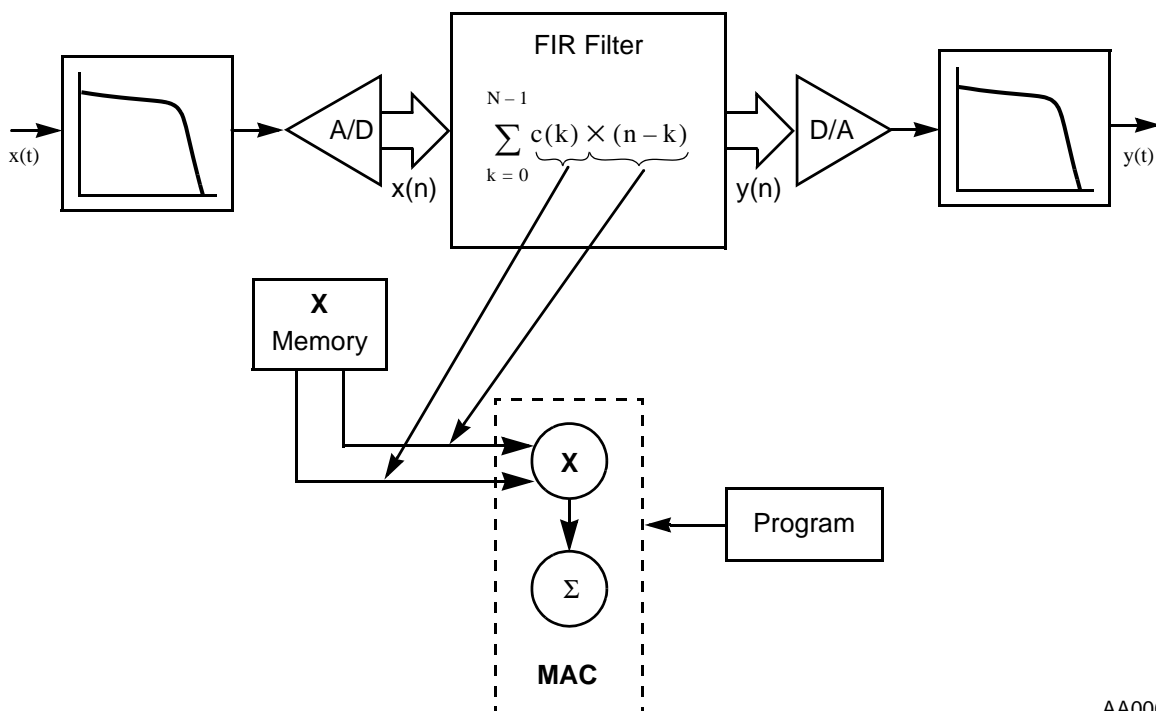 FIR Filter
N – 1
∑ c(k) × (n – k)
k = 0
x(t)
A/D
x(n)
y(n)
D/A
y(t)
X
Memory
X
Program
Σ
MAC